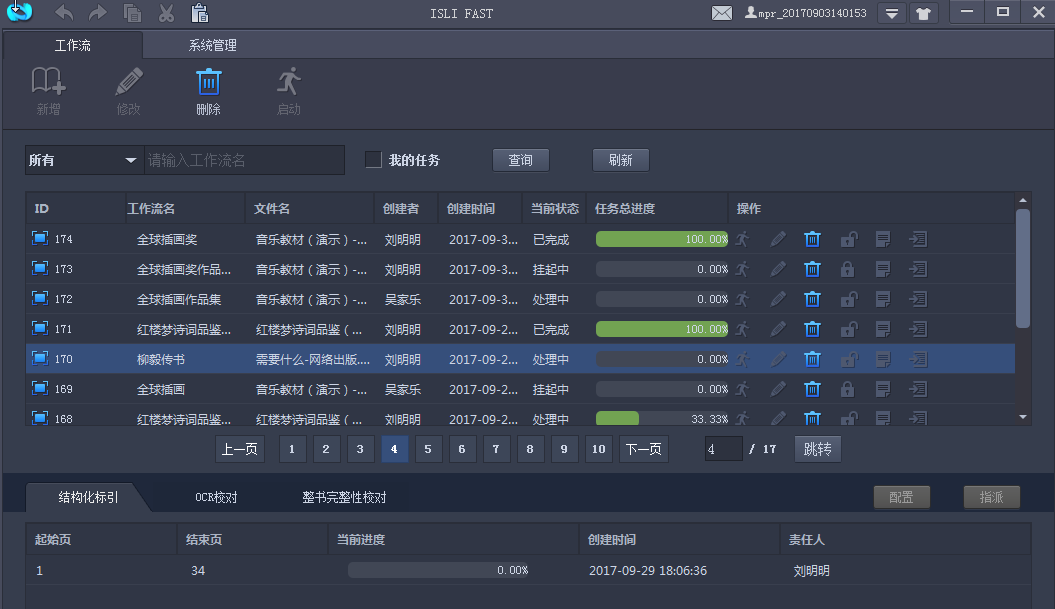 ISLI FAST
mpr_20170903140153
工作流 系统管理
新增 修改 删除 启动
所有 请输入工作流名 我的任务 查询 刷新
ID 工作流名 文件名 创建者 创建时间 当前状态 任务总进度 操作
174 全球插画奖 音乐教材（演示）-... 刘明明 2017-09-3... 已完成 100.00%
173 全球插画奖作品... 音乐教材（演示）-... 刘明明 2017-09-3... 挂起中 0.00%
172 全球插画作品集 音乐教材（演示）-... 吴家乐 2017-09-3... 处理中 0.00%
171 红楼梦诗词品鉴... 红楼梦诗词品鉴（... 刘明明 2017-09-2... 已完成 100.00%
170 柳毅传书 需要什么-网络出版.... 刘明明 2017-09-2... 处理中 0.00%
169 全球插画 音乐教材（演示）-... 吴家乐 2017-09-2... 挂起中 0.00%
168 红楼梦诗词品鉴... 红楼梦诗词品鉴（... 刘明明 2017-09-2... 处理中 33.33%
上一页 1 2 3 4 5 6 7 8 9 10 下一页 4 / 17 跳转
结构化标引 OCR校对 整书完整性校对 配置 指派
起始页 结束页 当前进度 创建时间 责任人
1 34 0.00% 2017-09-29 18:06:36 刘明明